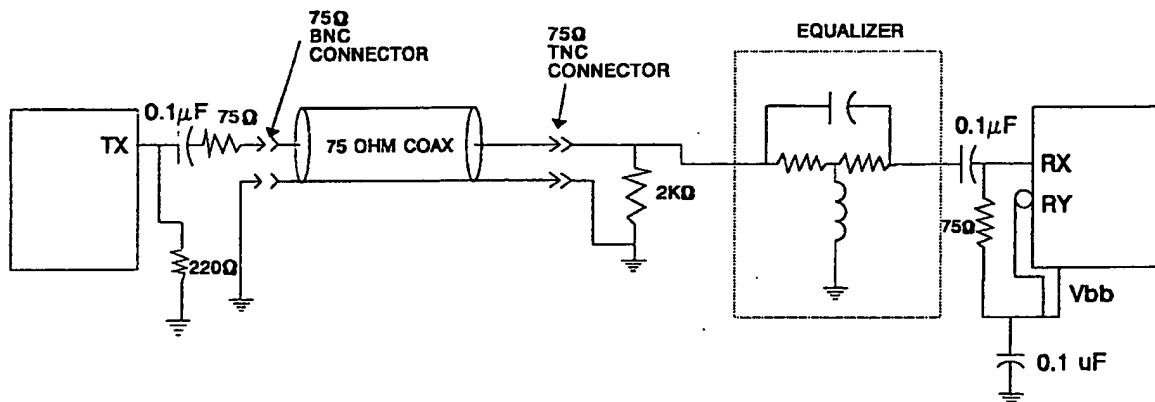 75Ω
BNC
CONNECTOR
75Ω
TNC
CONNECTOR
EQUALIZER
0.1μF
75Ω
TX
75 OHM COAX
2KΩ
220Ω
0.1μF
RX
RY
75Ω
Vbb
0.1 uF